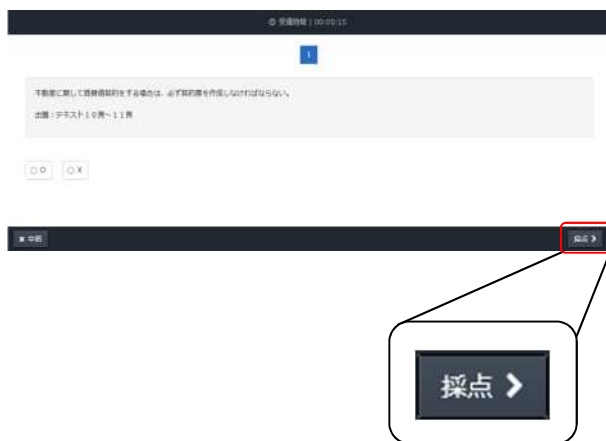 受講時間 | 00:00:15
1
不動産に関して賃貸借契約をする場合は、必ず契約書を作成しなければならない。
出題：テキスト10頁～11頁
O X
✖ 中断 採点 ❯
採点 ❯